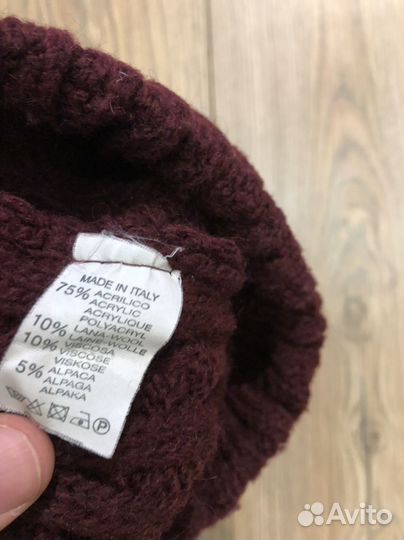 MADE IN ITALY
75% ACRILICO
ACRYLIC
ACRYLIQUE
POLYACRYL
10% LANA-WOOL
LAINE-WOLLE
10% VISCOSA
VISCOSE
VISKOSE
5% ALPACA
ALPAGA
ALPAKA
P
Avito